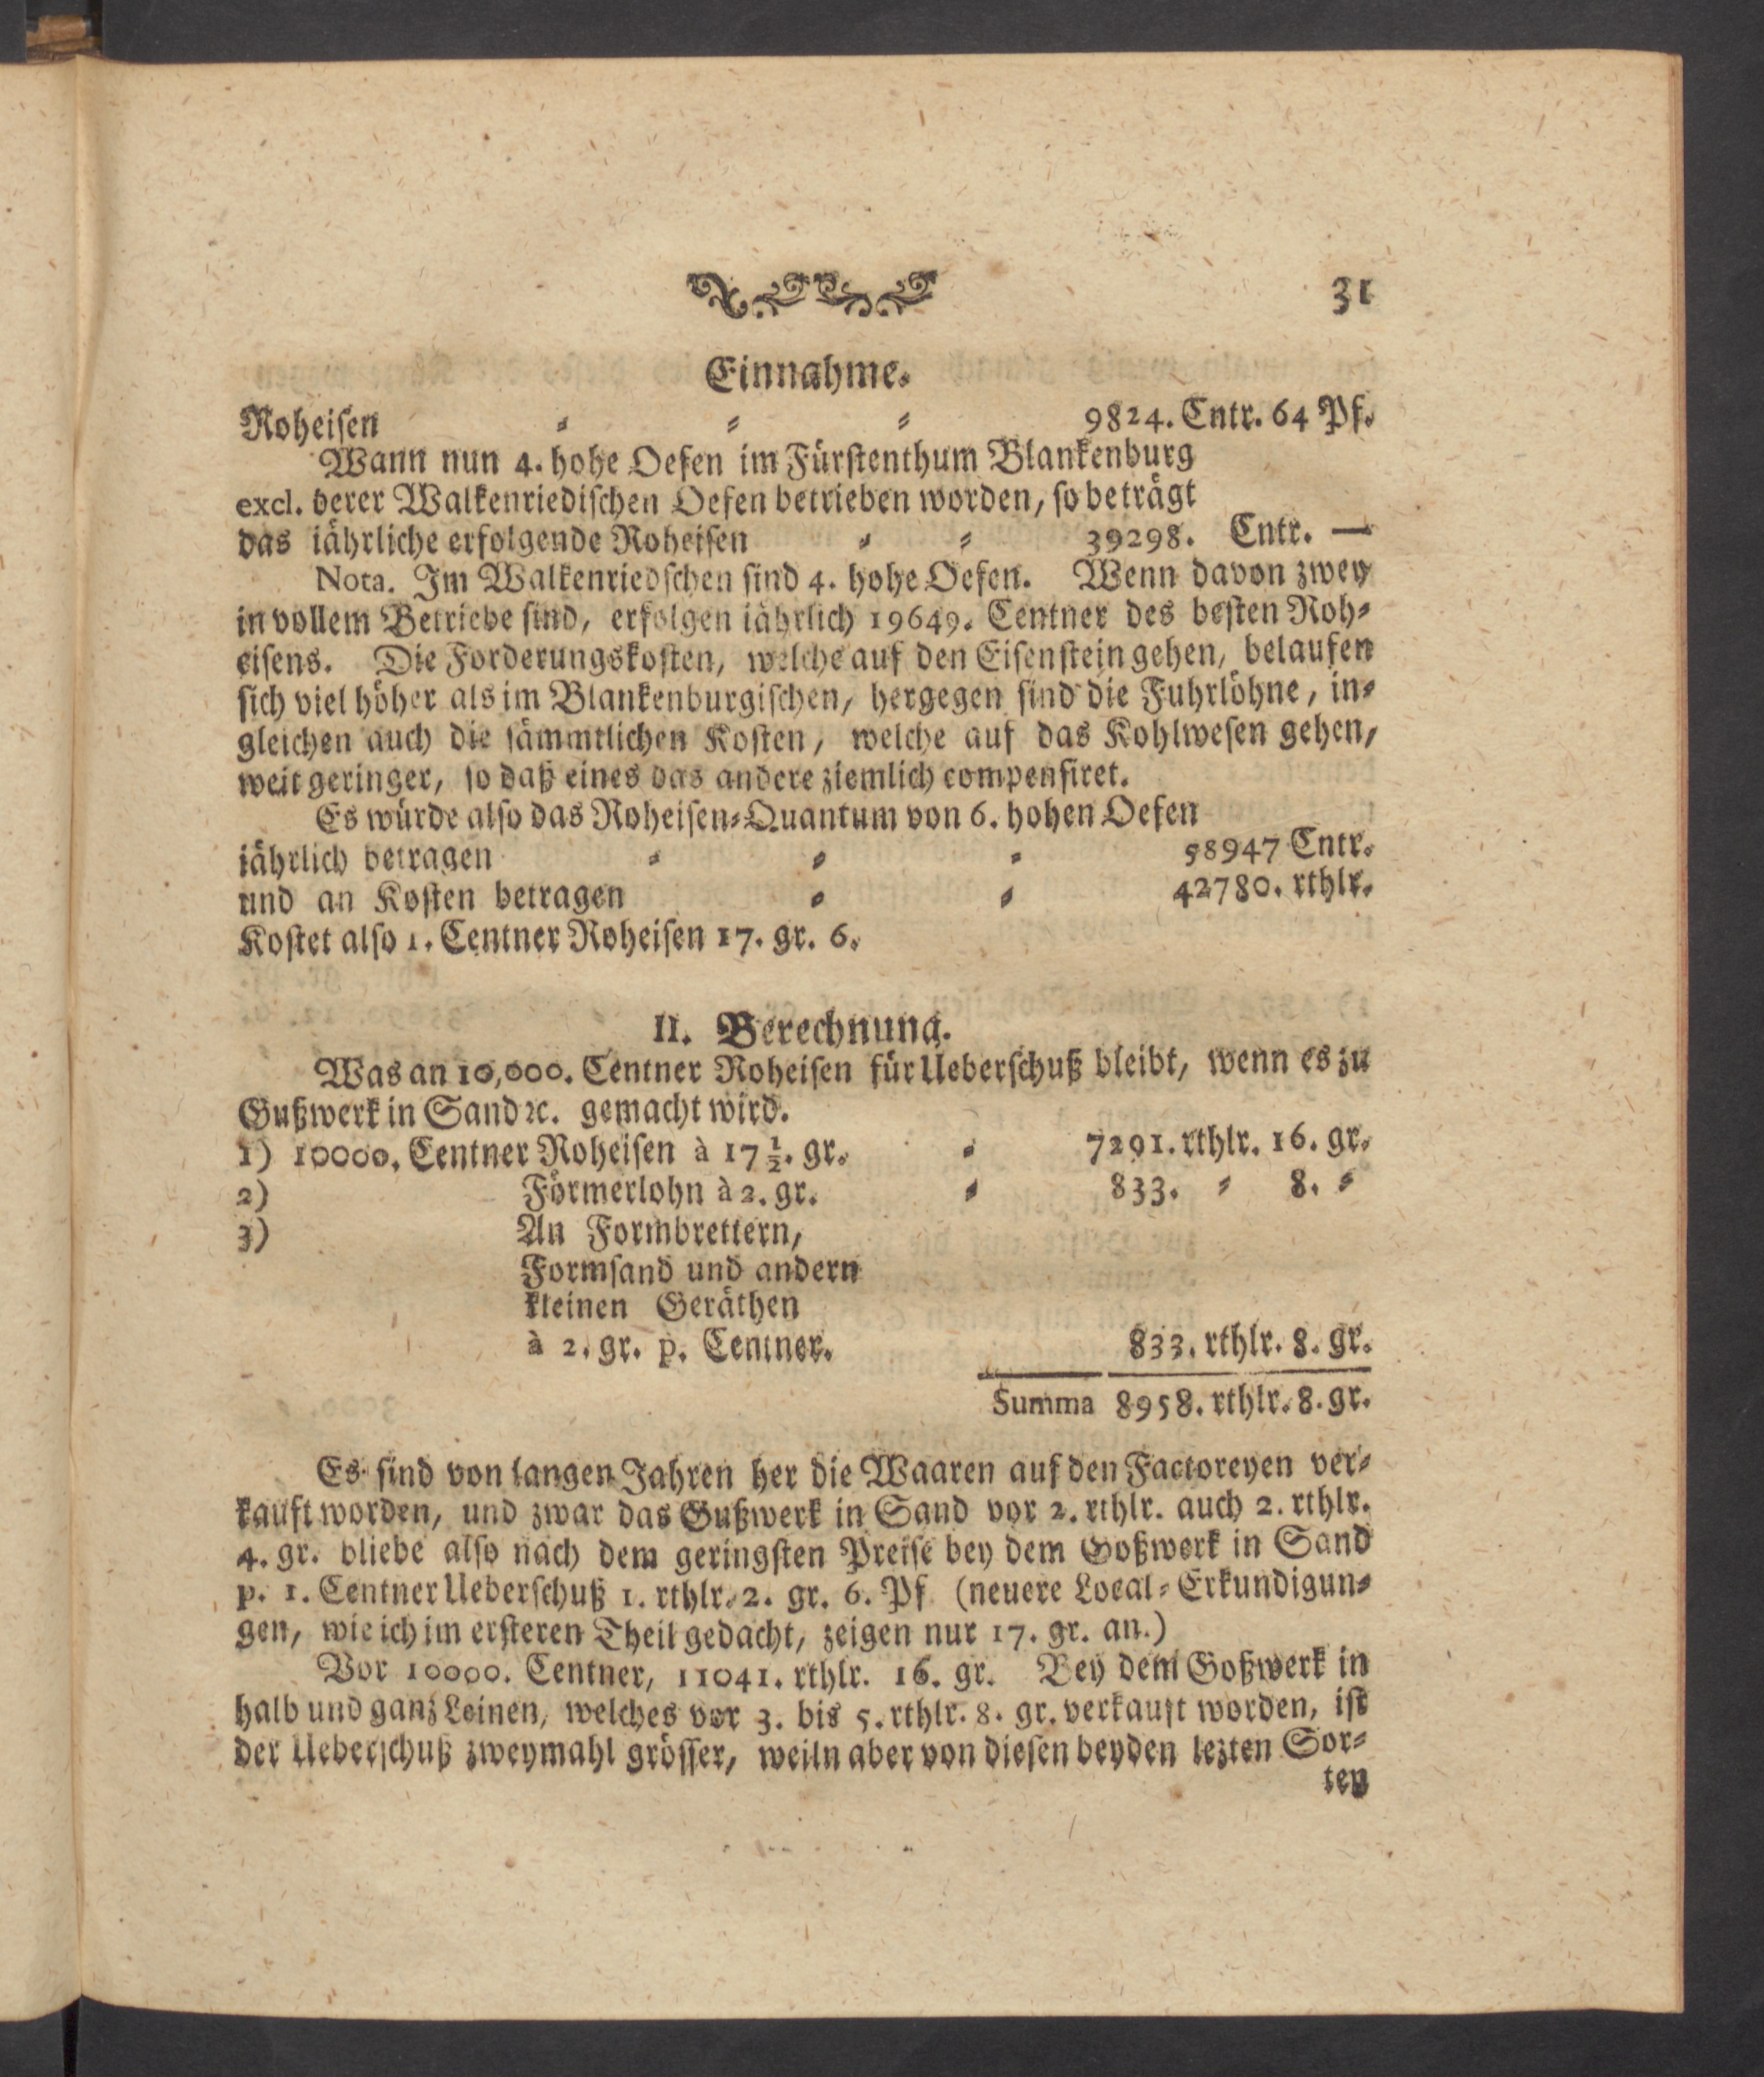 31
Einnahme.
Roheiſen ⸗ ⸗ ⸗ 9824. Cntr. 64 Pf.
Wann nun 4. hohe Oefen im Fürſtenthum Blankenburg
excl. derer Walkenriediſchen Oefen betrieben worden, ſo beträgt
das iährliche erfolgende Roheiſen ⸗ ⸗ 39298. Cntr. —
Nota. Im Walkenriedſchen ſind 4. hohe Oefen. Wenn davon zwey
in vollem Betriebe ſind, erfolgen iährlich 19649. Centner des beſten Roh⸗
eiſens. Die Forderungskoſten, welche auf den Eiſenſtein gehen, belaufen
ſich viel höher als im Blankenburgiſchen, hergegen ſind die Fuhrlöhne, in⸗
gleichen auch die ſämmtlichen Koſten, welche auf das Kohlweſen gehen,
weit geringer, ſo daß eines das andere ziemlich compenſiret.
Es würde alſo das Roheiſen⸗Quantum von 6. hohen Oefen
iährlich betragen ⸗ ⸗ ⸗ 58947 Cntr.
und an Koſten betragen ⸗ ⸗ 42780. rthlr.
Koſtet alſo 1. Centner Roheiſen 17. gr. 6.
II. Berechnung.
Was an 10,000. Centner Roheiſen für Ueberſchuß bleibt, wenn es zu
Gußwerk in Sand ꝛc. gemacht wird.
1) 10000. Centner Roheiſen à 17 1/2. gr. ⸗ 7291. rthlr. 16. gr.
2) Förmerlohn à 2. gr. ⸗ 833. ⸗ 8. ⸗
3) An Formbrettern,
Formſand und andern
kleinen Geräthen
à 2. gr. p. Centner. 833. rthlr. 8. gr.
Summa 8958. rthlr. 8. gr.
Es ſind von langen Jahren her die Waaren auf den Factoreyen ver⸗
kauft worden, und zwar das Gußwerk in Sand vor 2. rthlr. auch 2. rthlr.
4. gr. bliebe alſo nach dem geringſten Preiſe bey dem Goßwerk in Sand
p. 1. Centner Ueberſchuß 1. rthlr. 2. gr. 6. Pf (neuere Local⸗Erkundigun⸗
gen, wie ich im erſteren Theil gedacht, zeigen nur 17. gr. an.)
Vor 10000. Centner, 11041. rthlr. 16. gr. Bey dem Goßwerk in
halb und ganz Leinen, welches vor 3. bis 5. rthlr. 8. gr. verkauft worden, iſt
der Ueberſchuß zweymahl gröſſer, weiln aber von dieſen beyden lezten Sor⸗
ten